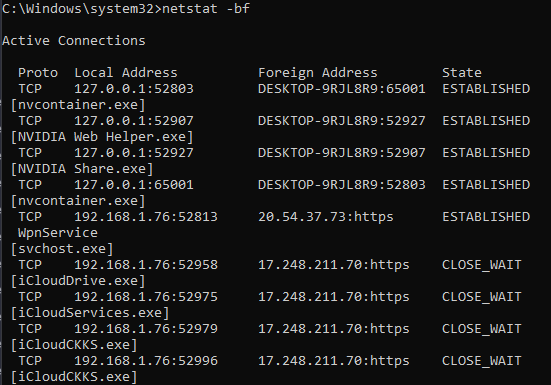 C:\Windows\system32>netstat -bf
Active Connections
Proto Local Address Foreign Address State
TCP 127.0.0.1:52803 DESKTOP-9RJL8R9:65001 ESTABLISHED
[nvcontainer.exe]
TCP 127.0.0.1:52907 DESKTOP-9RJL8R9:52927 ESTABLISHED
[NVIDIA Web Helper.exe]
TCP 127.0.0.1:52927 DESKTOP-9RJL8R9:52907 ESTABLISHED
[NVIDIA Share.exe]
TCP 127.0.0.1:65001 DESKTOP-9RJL8R9:52803 ESTABLISHED
[nvcontainer.exe]
TCP 192.168.1.76:52813 20.54.37.73:https ESTABLISHED
WpnService
[svchost.exe]
TCP 192.168.1.76:52958 17.248.211.70:https CLOSE_WAIT
[iCloudDrive.exe]
TCP 192.168.1.76:52975 17.248.211.70:https CLOSE_WAIT
[iCloudServices.exe]
TCP 192.168.1.76:52979 17.248.211.70:https CLOSE_WAIT
[iCloudCKKS.exe]
TCP 192.168.1.76:52996 17.248.211.70:https CLOSE_WAIT
[iCloudCKKS.exe]